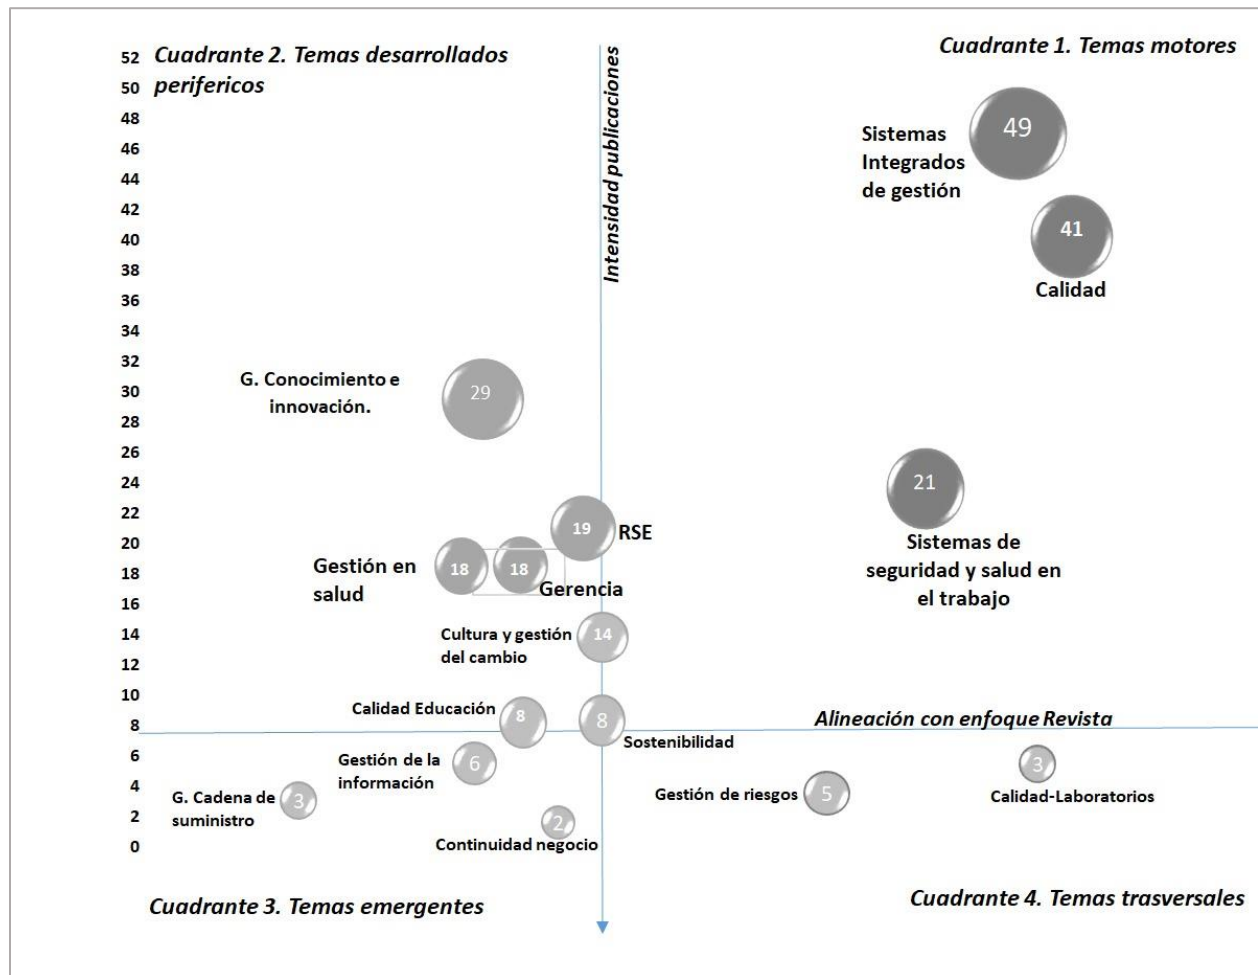 Cuadrante 2. Temas desarrollados
perifericos
Cuadrante 1. Temas motores
52
50
48
46
44
42
40
38
36
34
32
30
28
26
24
22
20
18
16
14
12
10
8
6
4
2
0
Intensidad publicaciones
49
Sistemas
Integrados
de gestión
41
Calidad
G. Conocimiento e
innovación.
29
21
Sistemas de
seguridad y salud en
el trabajo
19
RSE
Gestión en
salud
18
18
Gerencia
Cultura y gestión
del cambio
14
Calidad Educación
8
8
Sostenibilidad
Alineación con enfoque Revista
Gestión de la
información
6
G. Cadena de
suministro
3
2
Continuidad negocio
Gestión de riesgos
5
3
Calidad-Laboratorios
Cuadrante 3. Temas emergentes
Cuadrante 4. Temas trasversales